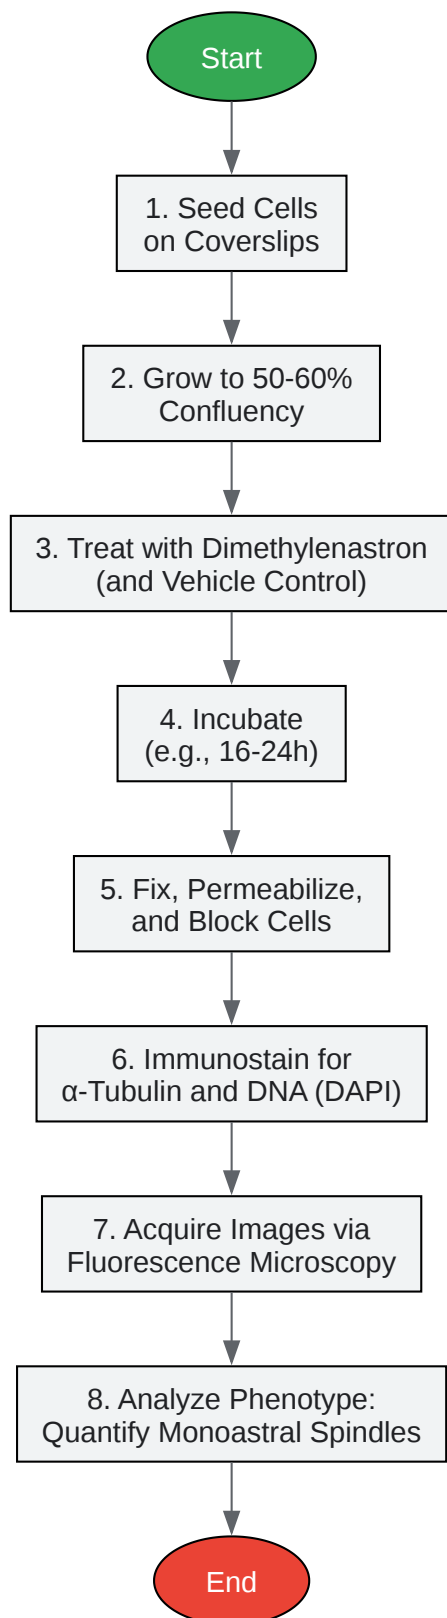 Start
1. Seed Cells
on Coverslips
2. Grow to 50-60%
Confluency
3. Treat with Dimethylenastron
(and Vehicle Control)
4. Incubate
(e.g., 16-24h)
5. Fix, Permeabilize,
and Block Cells
6. Immunostain for
α-Tubulin and DNA (DAPI)
7. Acquire Images via
Fluorescence Microscopy
8. Analyze Phenotype:
Quantify Monoastral Spindles
End